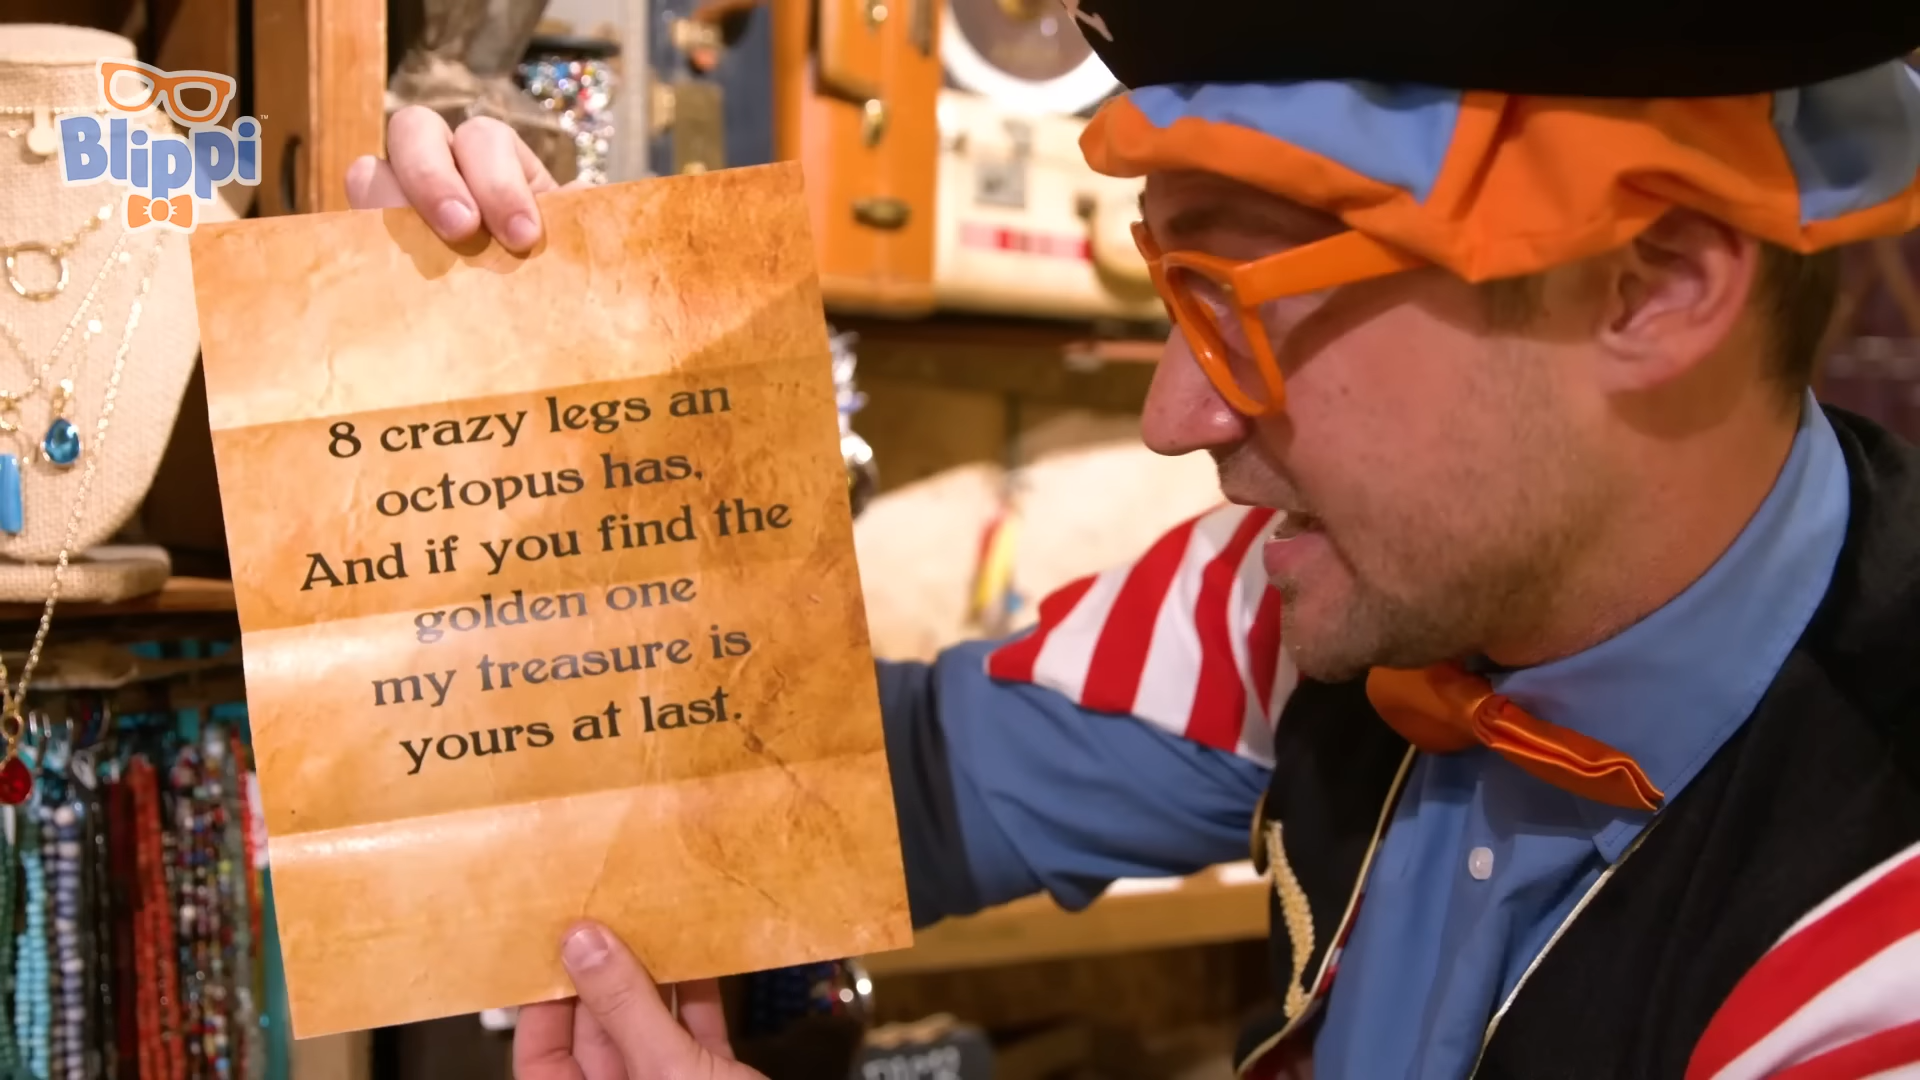 Blippi
8 crazy legs an
octopus has,
And if you find the
golden one
my treasure is
yours at last.